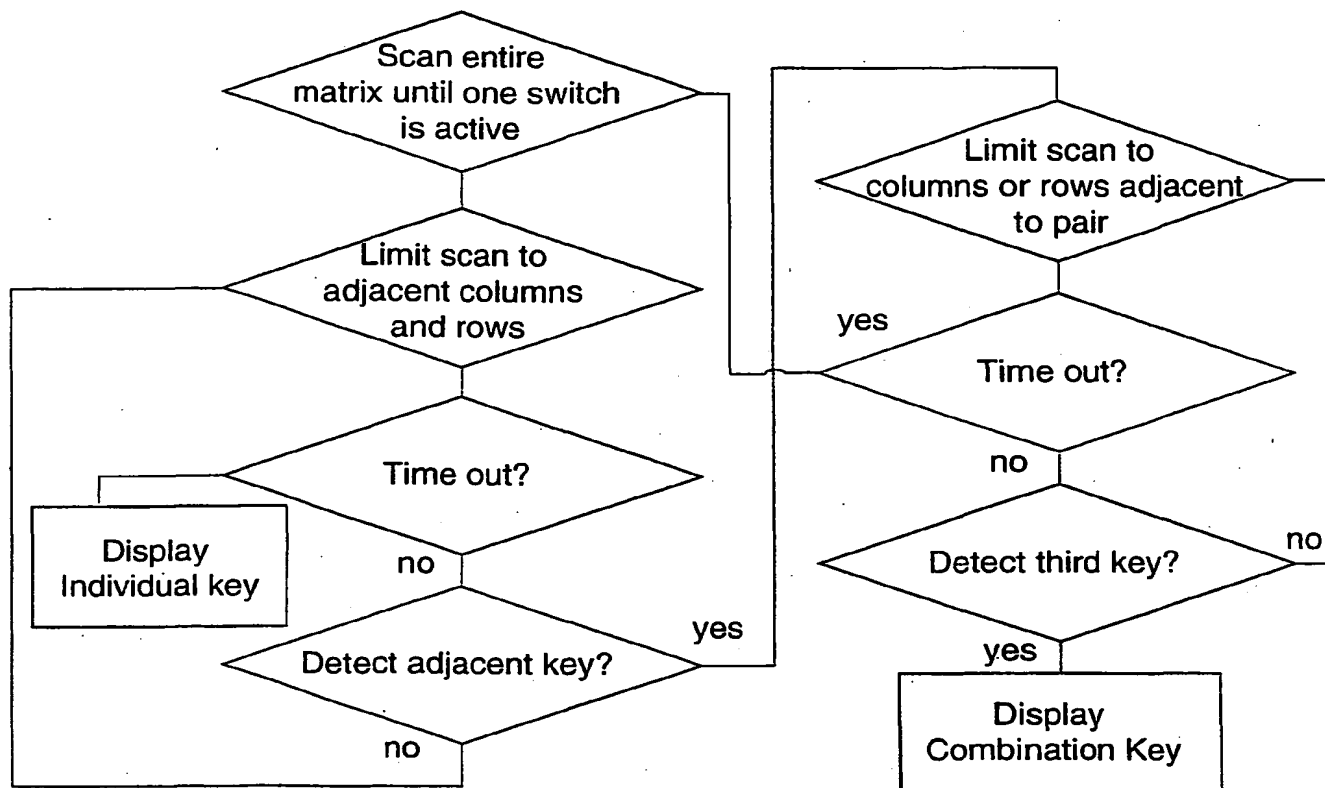 Scan entire
matrix until one switch
is active
Limit scan to
adjacent columns
and rows
Time out?
Display
Individual key
no
Detect adjacent key?
yes
no
Limit scan to
columns or rows adjacent
to pair
yes
Time out?
no
Detect third key?
no
yes
Display
Combination Key